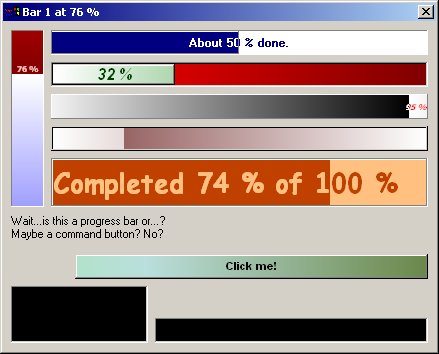 Bar 1 at 76 %
About 50 % done.
76 %
32 %
95 %
Completed 74 % of 100 %
Wait...is this a progress bar or...?
Maybe a command button? No?
Click me!